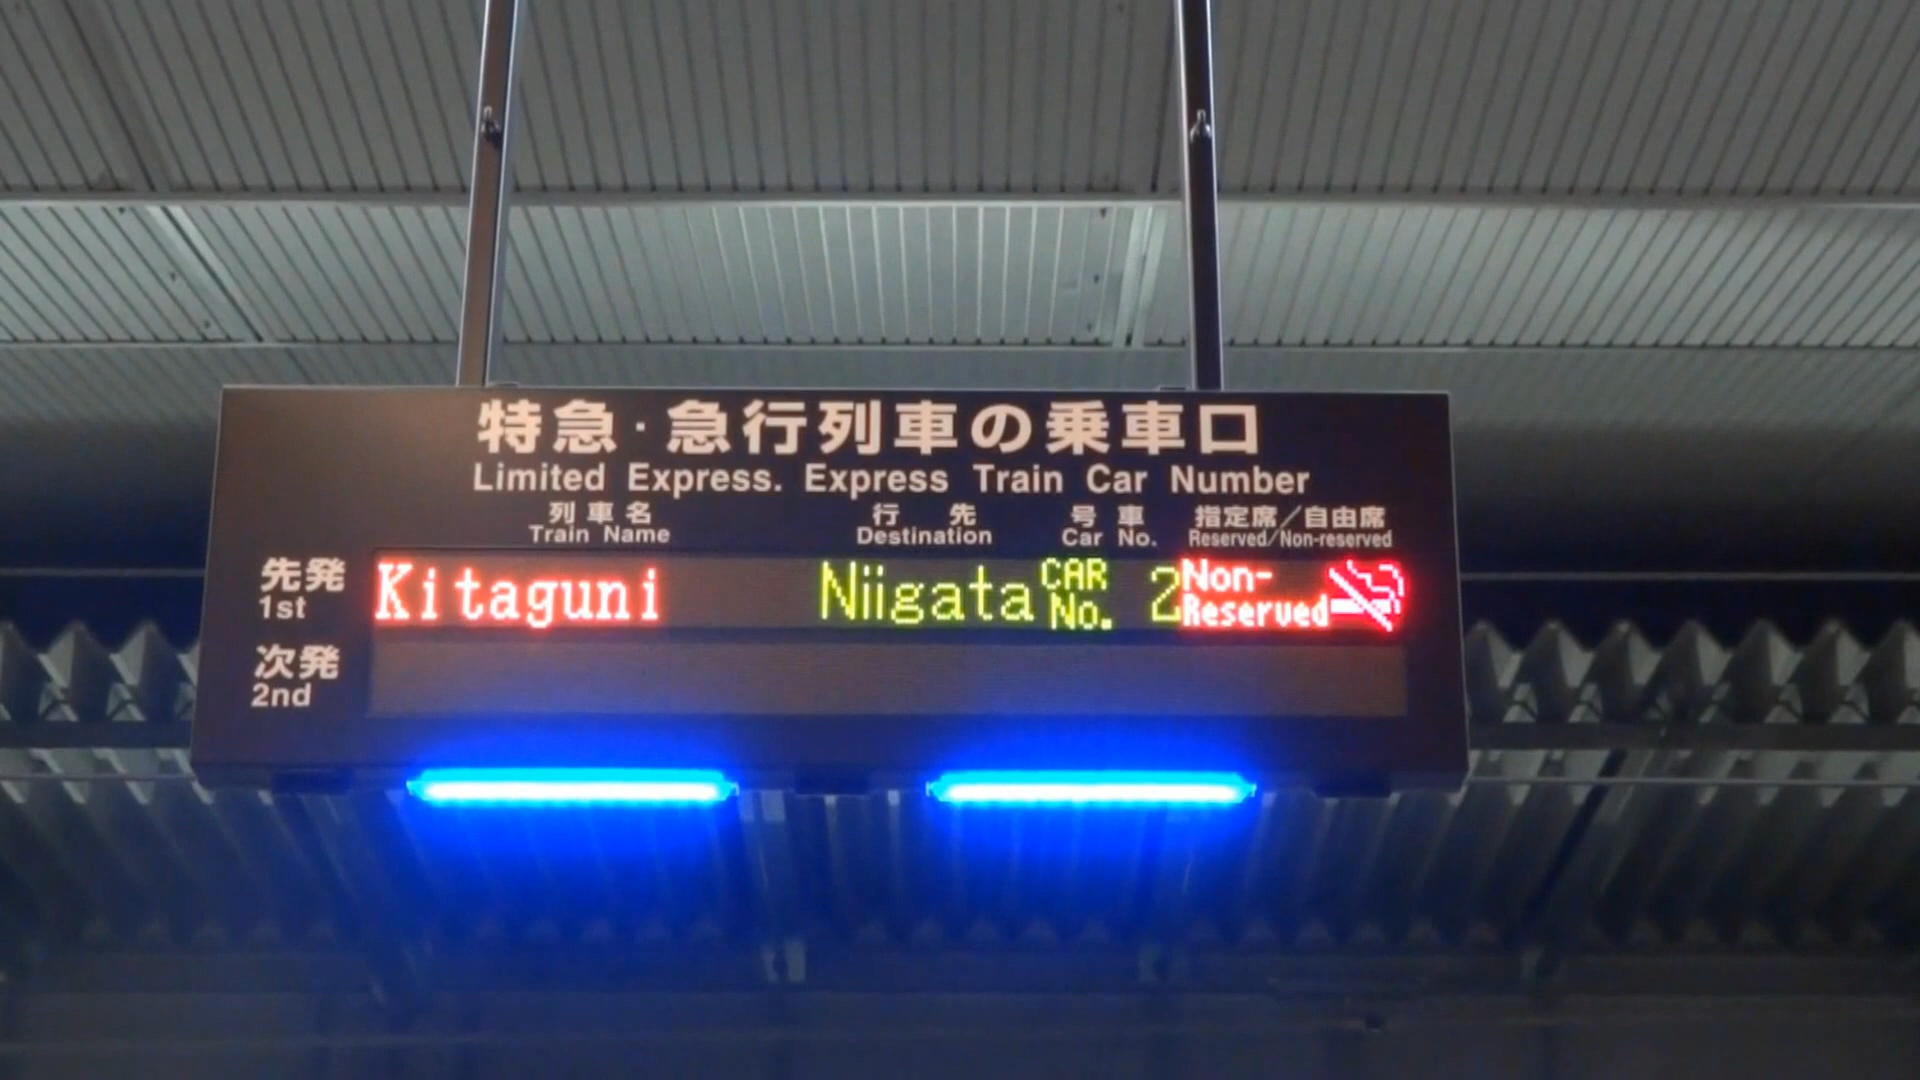 特急・急行列車の乗車口
Limited Express. Express Train Car Number
列車名 行先 号車 指定席／自由席
Train Name Destination Car No. Reserved/Non-reserved
先発 Kitaguni Niigata CAR No. 2 Non-Reserved
1st
次発
2nd